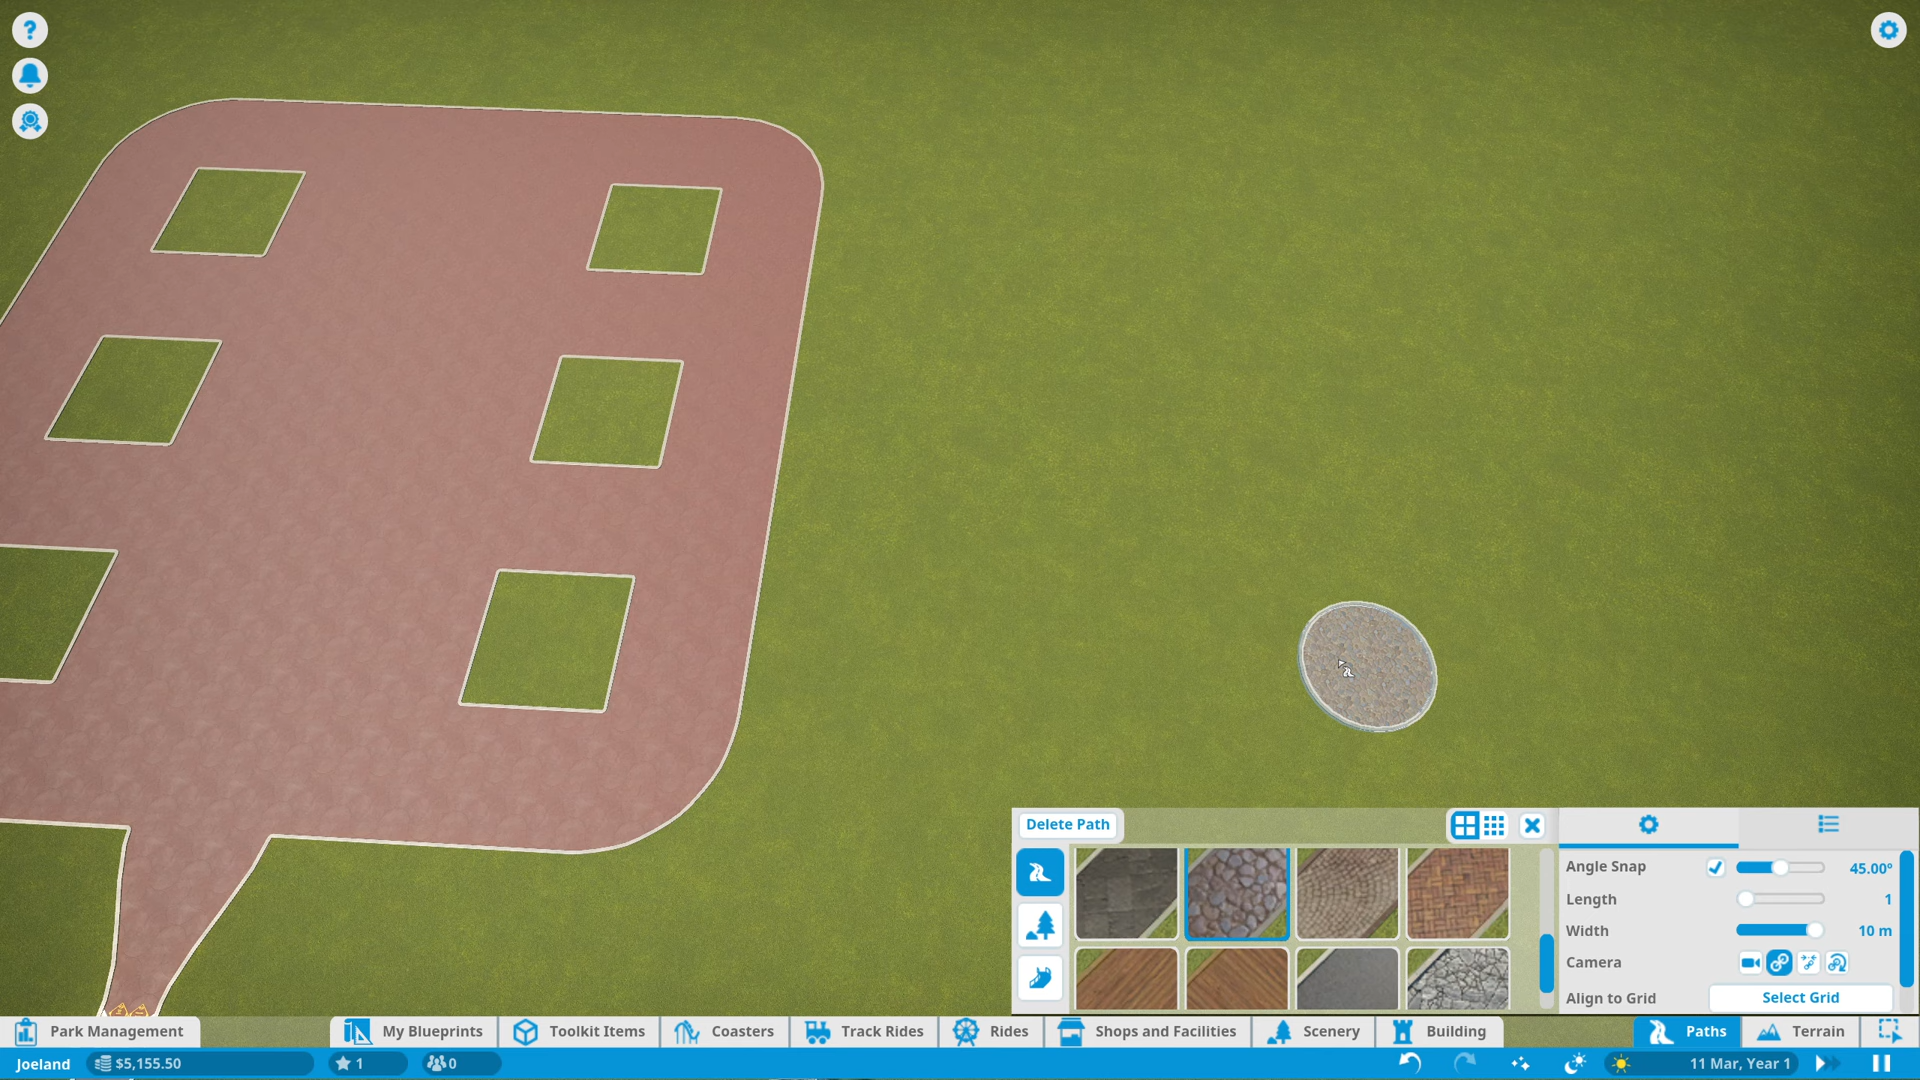 ?
Delete Path
Angle Snap 45.00º
Length 1
Width 10 m
Camera
Align to Grid Select Grid
Park Management My Blueprints Toolkit Items Coasters Track Rides Rides Shops and Facilities Scenery Building Paths Terrain
Joeland $5,155.50 1 0 11 Mar, Year 1